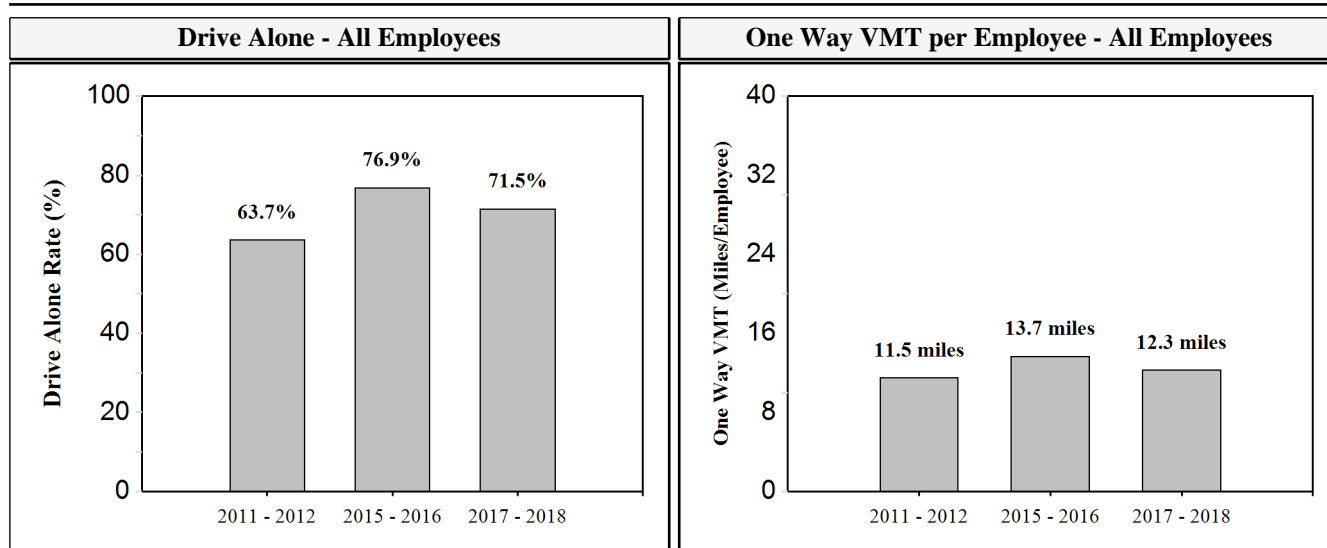 Drive Alone - All Employees
Drive Alone Rate (%)
100
80
60
40
20
0
63.7%
76.9%
71.5%
2011 - 2012
2015 - 2016
2017 - 2018
One Way VMT per Employee - All Employees
One Way VMT (Miles/Employee)
40
32
24
16
8
0
11.5 miles
13.7 miles
12.3 miles
2011 - 2012
2015 - 2016
2017 - 2018